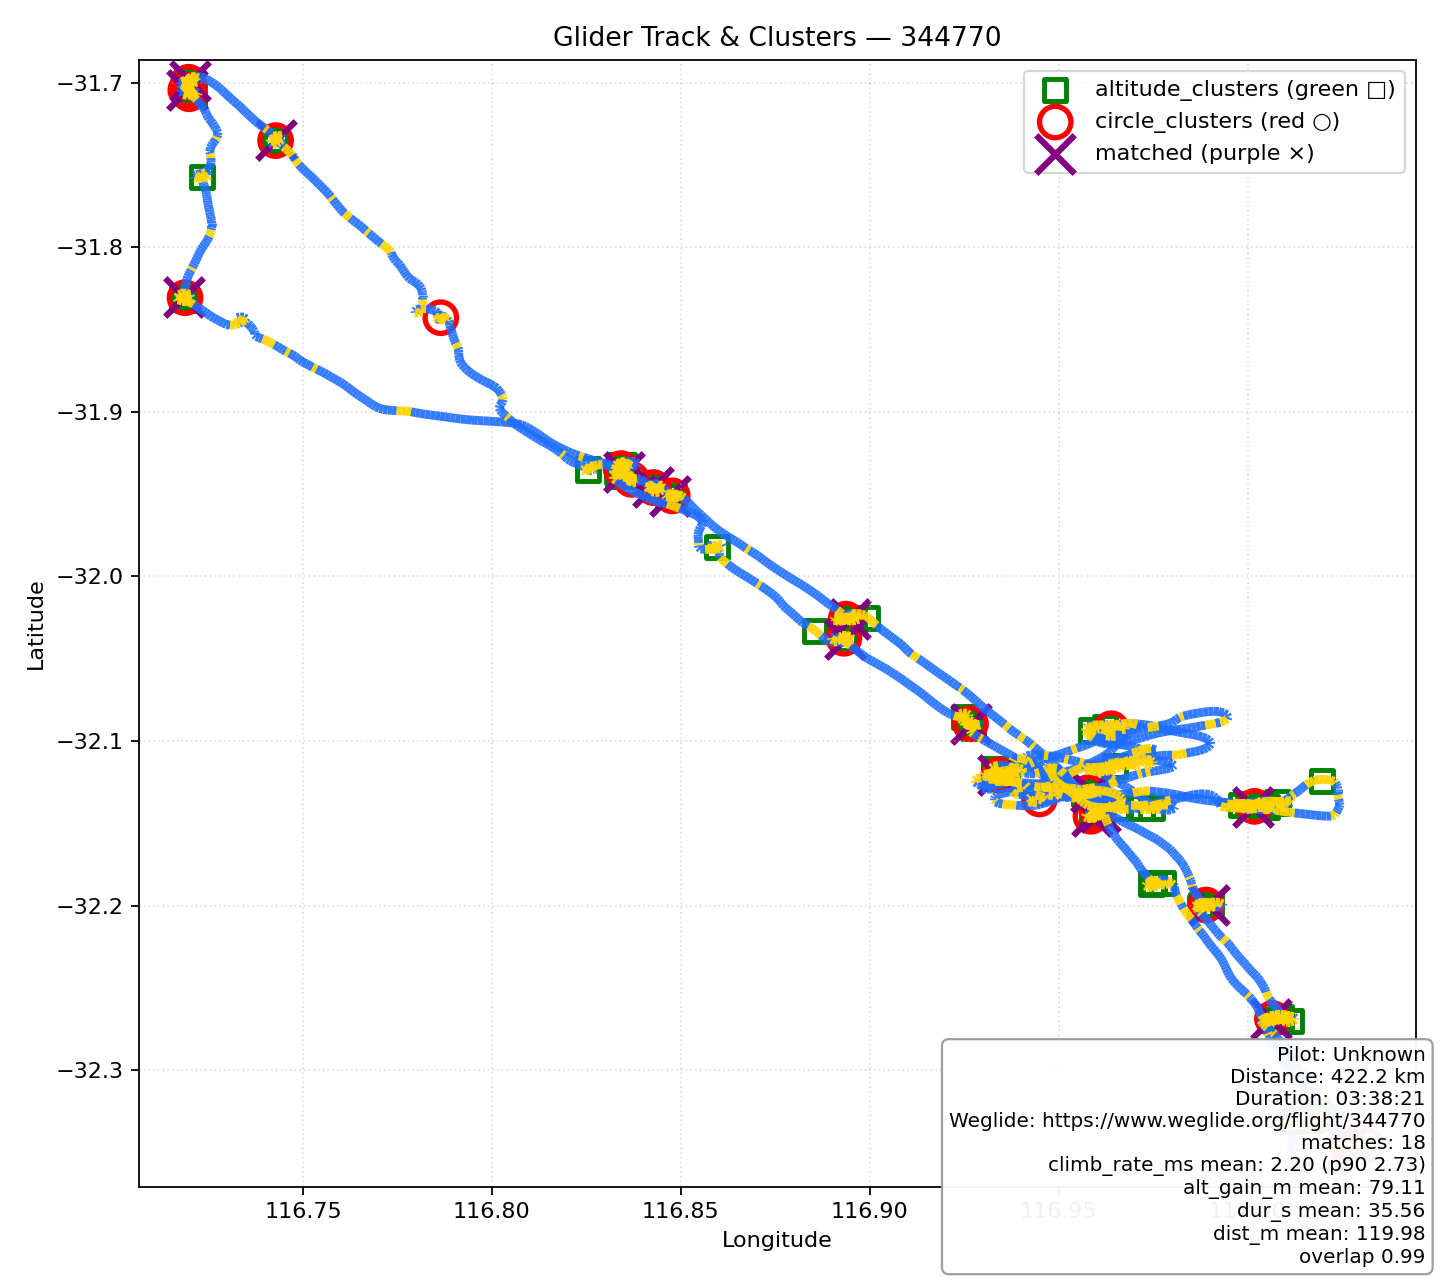 Glider Track & Clusters — 344770
altitude_clusters (green □)
circle_clusters (red ○)
matched (purple ×)
−31.7
−31.8
−31.9
−32.0
−32.1
−32.2
−32.3
Latitude
Pilot: Unknown
Distance: 422.2 km
Duration: 03:38:21
Weglide: https://www.weglide.org/flight/344770
matches: 18
climb_rate_ms mean: 2.20 (p90 2.73)
alt_gain_m mean: 79.11
dur_s mean: 35.56
dist_m mean: 119.98
overlap 0.99
116.75 116.80 116.85 116.90 116.95
Longitude